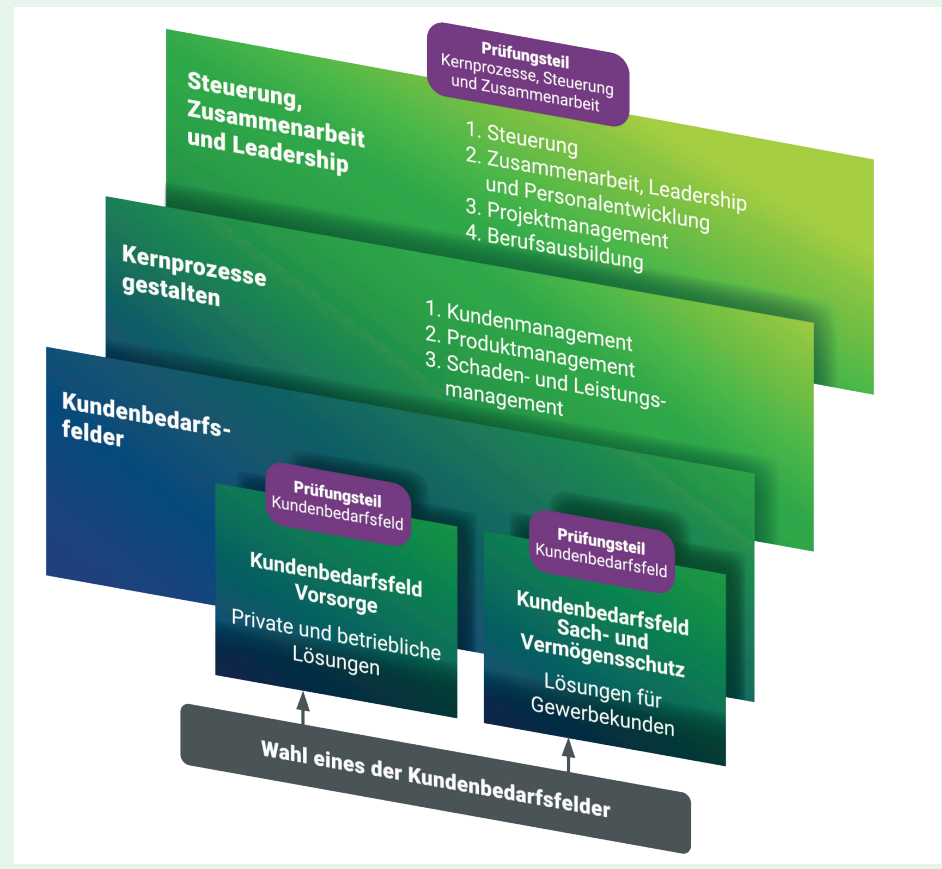 Prüfungsteil
Kernprozesse, Steuerung
und Zusammenarbeit
Steuerung,
Zusammenarbeit
und Leadership
1. Steuerung
2. Zusammenarbeit, Leadership
und Personalentwicklung
3. Projektmanagement
4. Berufsausbildung
Kernprozesse
gestalten
1. Kundenmanagement
2. Produktmanagement
3. Schaden- und Leistungs-
management
Kundenbedarfs-
felder
Prüfungsteil
Kundenbedarfsfeld
Kundenbedarfsfeld
Vorsorge
Private und betriebliche
Lösungen
Prüfungsteil
Kundenbedarfsfeld
Kundenbedarfsfeld
Sach- und
Vermögensschutz
Lösungen für
Gewerbekunden
Wahl eines der Kundenbedarfsfelder